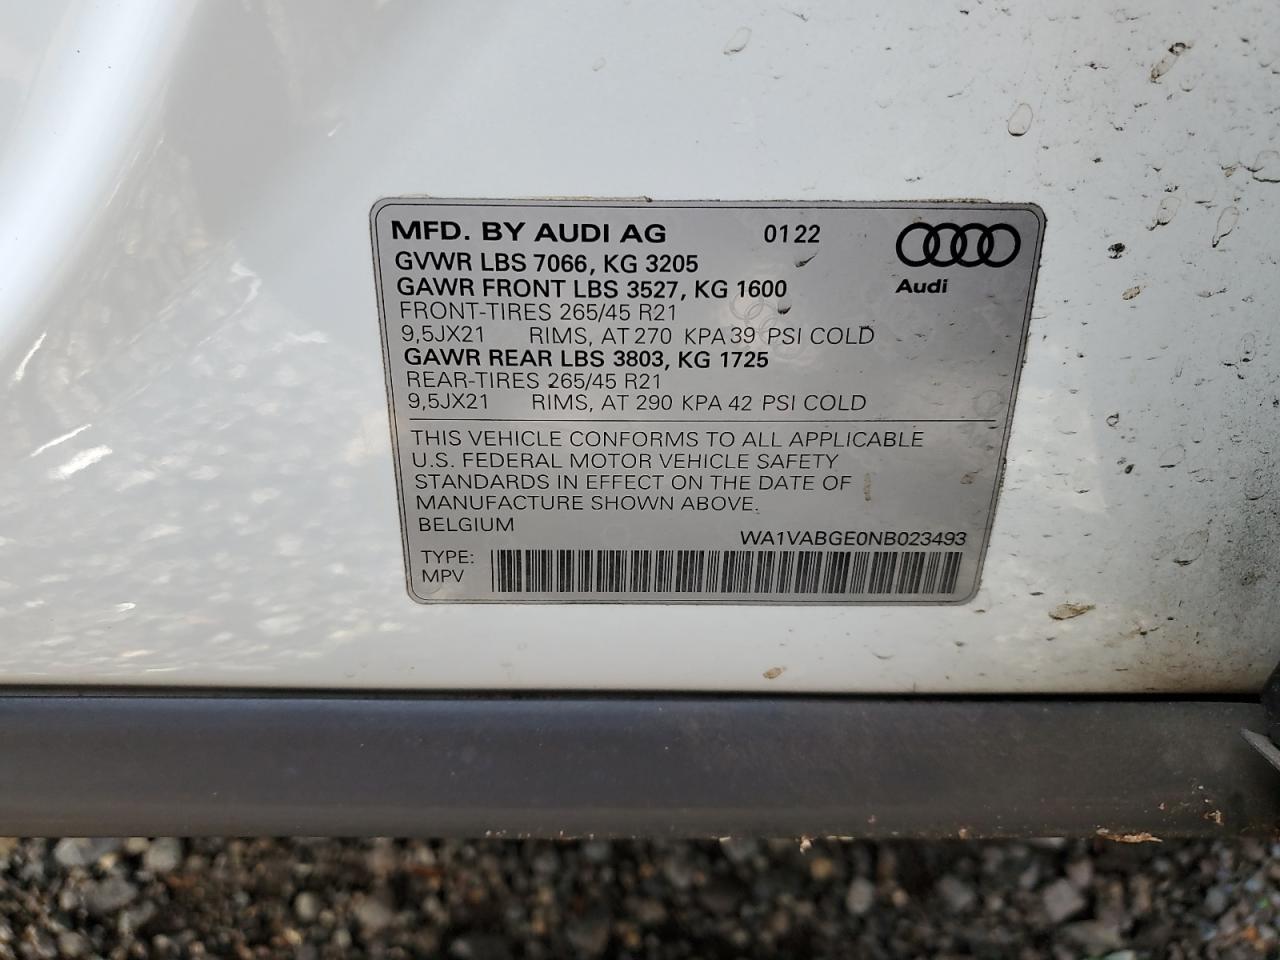 MFD. BY AUDI AG 01 22
GVWR LBS 7066, KG 3205
GAWR FRONT LBS 3527, KG 1600
Audi
FRONT-TIRES 265/45 R21
9,5JX21 RIMS, AT 270 KPA 39 PSI COLD
GAWR REAR LBS 3803, KG 1725
REAR-TIRES 265/45 R21
9,5JX21 RIMS, AT 290 KPA 42 PSI COLD
THIS VEHICLE CONFORMS TO ALL APPLICABLE
U.S. FEDERAL MOTOR VEHICLE SAFETY
STANDARDS IN EFFECT ON THE DATE OF
MANUFACTURE SHOWN ABOVE.
BELGIUM
WA1VABGE0NB023493
TYPE:
MPV